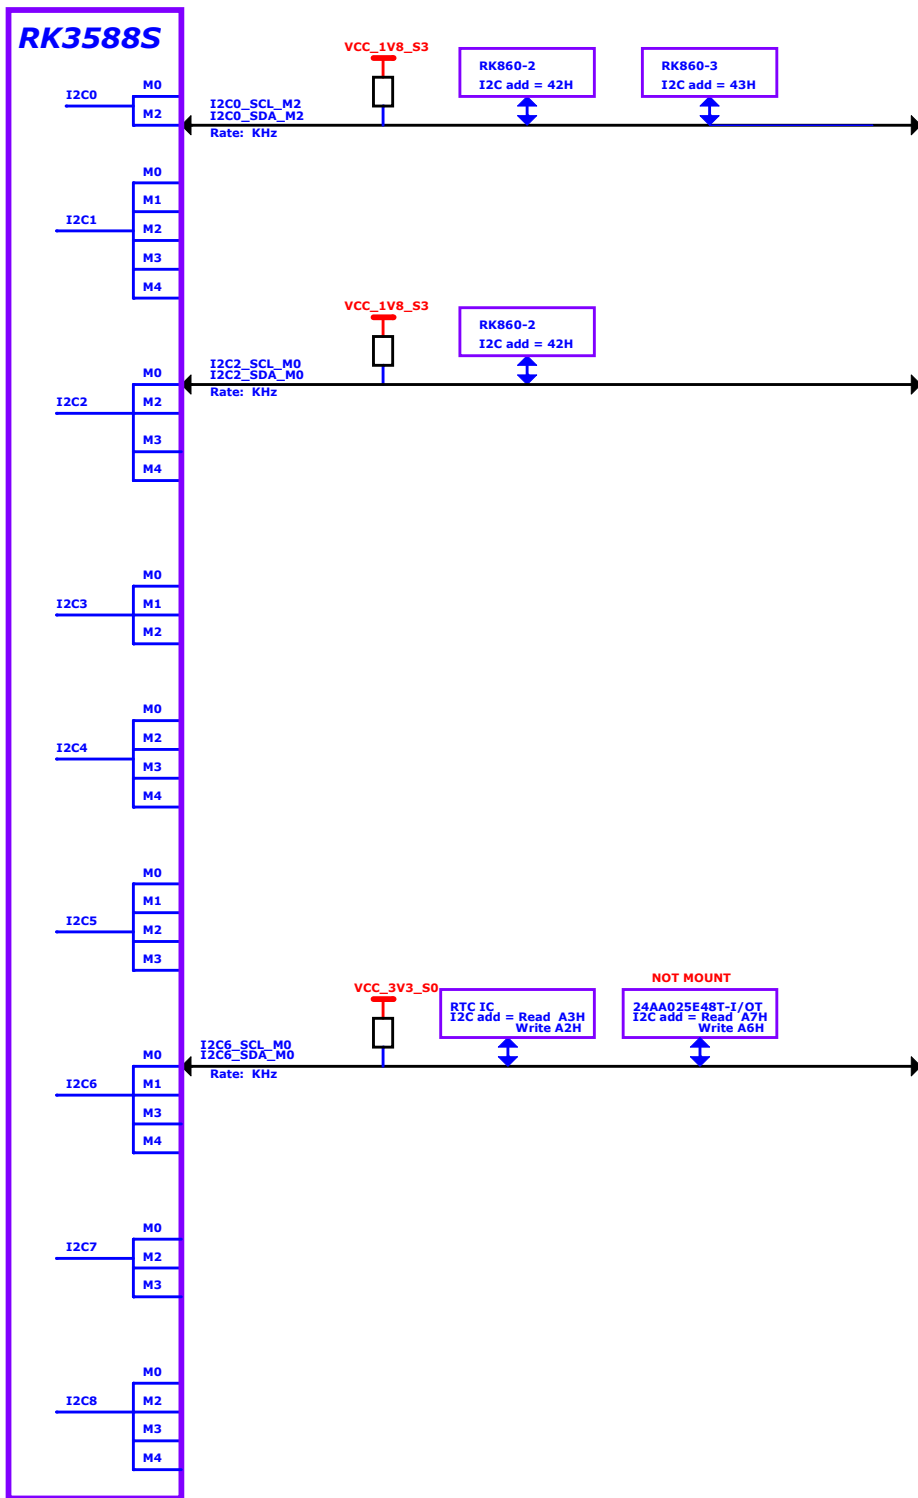 RK3588S
I2C0
M0
M2
I2C0_SCL_M2
I2C0_SDA_M2
Rate: KHz
VCC_1V8_S3
RK860-2
I2C add = 42H
RK860-3
I2C add = 43H
I2C1
M0
M1
M2
M3
M4
I2C2
M0
M2
M3
M4
I2C2_SCL_M0
I2C2_SDA_M0
Rate: KHz
VCC_1V8_S3
RK860-2
I2C add = 42H
I2C3
M0
M1
M2
I2C4
M0
M2
M3
M4
I2C5
M0
M1
M2
M3
I2C6
M0
M1
M3
M4
I2C6_SCL_M0
I2C6_SDA_M0
Rate: KHz
VCC_3V3_S0
RTC IC
I2C add = Read A3H
Write A2H
NOT MOUNT
24AA025E48T-I/OT
I2C add = Read A7H
Write A6H
I2C7
M0
M2
M3
I2C8
M0
M2
M3
M4